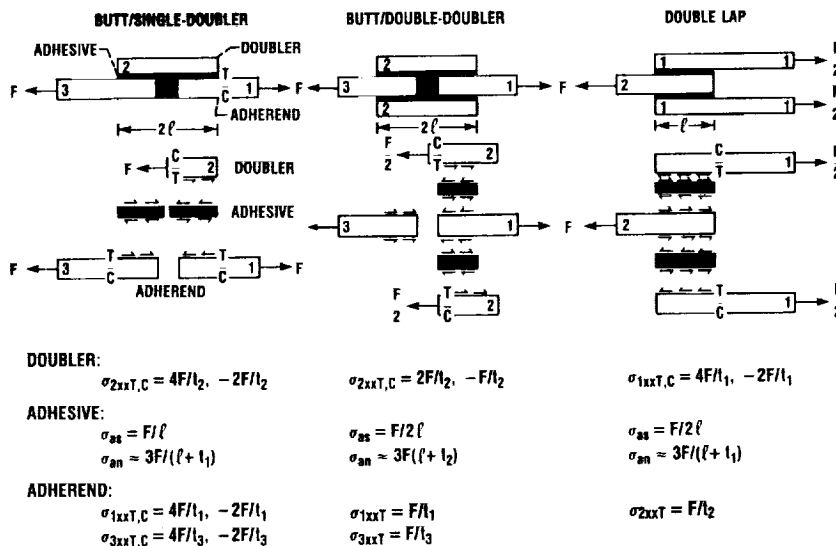 BUTT/SINGLE-DOUBLER BUTT/DOUBLE-DOUBLER DOUBLE LAP
ADHESIVE DOUBLER
2 T
F 3 C 1 F
ADHEREND
2ℓ
F 2 F
3 1
2
2ℓ
F/2
1
2
1
ℓ
F ← C/T 2 DOUBLER
ADHESIVE
F 3 T/C T/C 1 F
ADHEREND
F/2 C/T 2
3 1 F
F/2 T/C 2
C/T 1
F 2
T/C 1
DOUBLER:
σ2xxT,C = 4F/t2, −2F/t2 σ2xxT,C = 2F/t2, −F/t2 σ1xxT,C = 4F/t1, −2F/t1
ADHESIVE:
σas = F/ℓ σas = F/2ℓ σas = F/2ℓ
σan ≈ 3F/(ℓ + t1) σan ≈ 3F(ℓ + t2) σan ≈ 3F/(ℓ + t1)
ADHEREND:
σ1xxT,C = 4F/t1, −2F/t1 σ1xxT = F/t1 σ2xxT = F/t2
σ3xxT,C = 4F/t3, −2F/t3 σ3xxT = F/t3